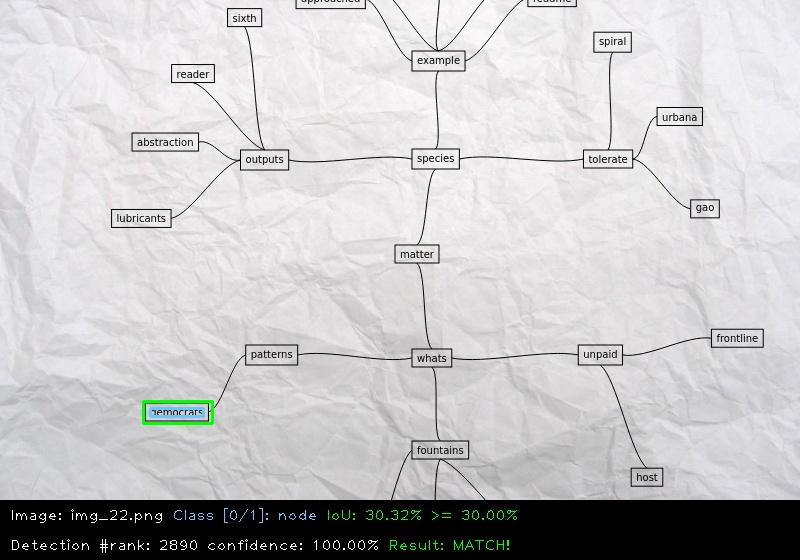 approached
redume
sixth
spiral
example
reader
urbana
abstraction
outputs
species
tolerate
lubricants
gao
matter
frontline
patterns
whats
unpaid
democrats
fountains
host
Image: img_22.png Class [0/1]: node IoU: 30.32% >= 30.00%
Detection #rank: 2890 confidence: 100.00% Result: MATCH!